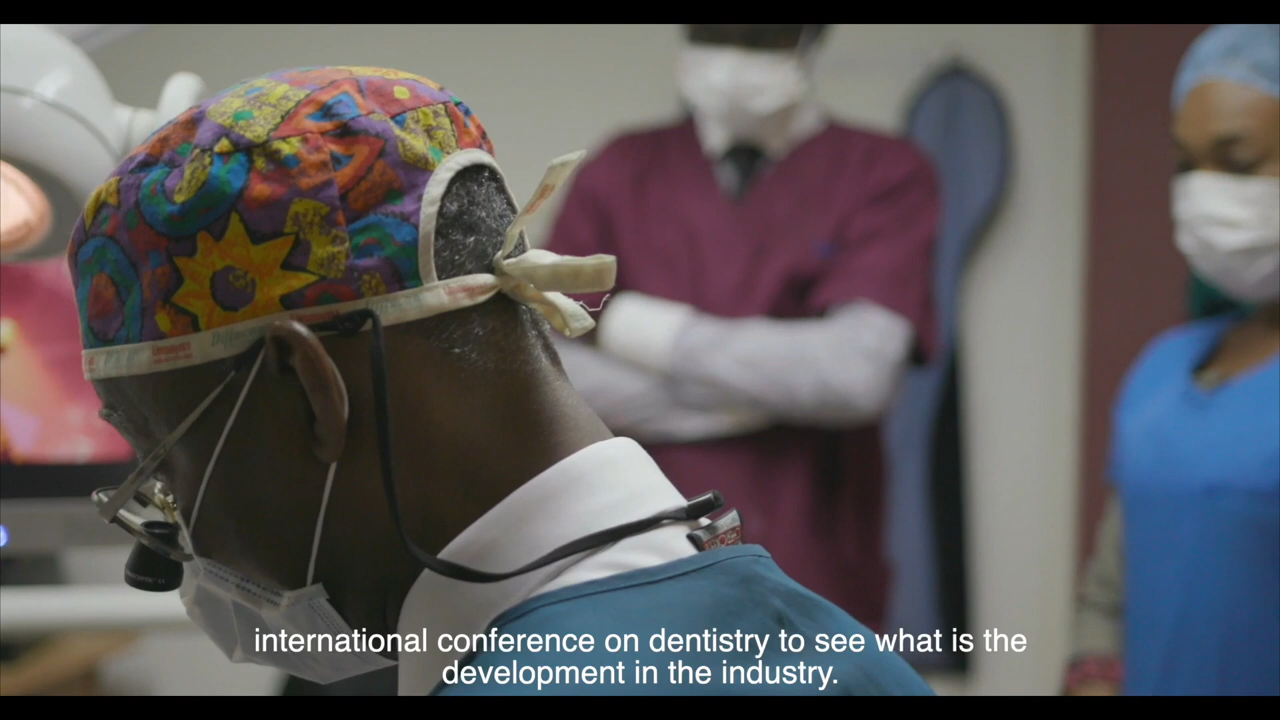 international conference on dentistry to see what is the
development in the industry.